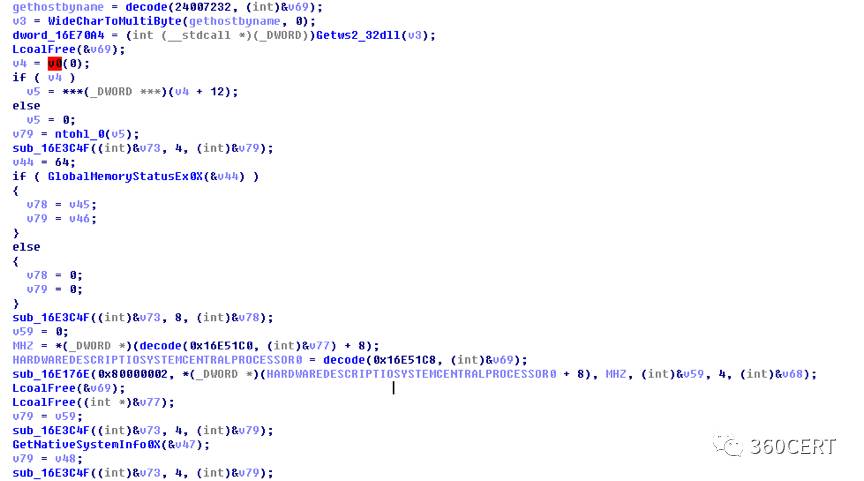 gethostbyname = decode(24007232, (int)&v69);
v3 = WideCharToMultiByte(gethostbyname, 0);
dword_16E70A4 = (int (__stdcall *)(_DWORD))Getws2_32dll(v3);
LcoalFree(&v69);
v4 = v0(0);
if ( v4 )
v5 = ***(_DWORD ***)(v4 + 12);
else
v5 = 0;
v79 = ntohl_0(v5);
sub_16E3C4F((int)&v73, 4, (int)&v79);
v44 = 64;
if ( GlobalMemoryStatusEx0X(&v44) )
{
v78 = v45;
v79 = v46;
}
else
{
v78 = 0;
v79 = 0;
}
sub_16E3C4F((int)&v73, 8, (int)&v78);
v59 = 0;
MHZ = *(_DWORD *)(decode(0x16E51C0, (int)&v77) + 8);
HARDWAREDESCRIPTIOSYSTEMCENTRALPROCESSOR0 = decode(0x16E51C8, (int)&v69);
sub_16E176E(0x80000002, *(_DWORD *)(HARDWAREDESCRIPTIOSYSTEMCENTRALPROCESSOR0 + 8), MHZ, (int)&v59, 4, (int)&v68);
LcoalFree(&v69);
LcoalFree((int *)&v77);
v79 = v59;
sub_16E3C4F((int)&v73, 4, (int)&v79);
GetNativeSystemInfo0X(&v47);
v79 = v48;
sub_16E3C4F((int)&v73, 4, (int)&v79);
360CERT